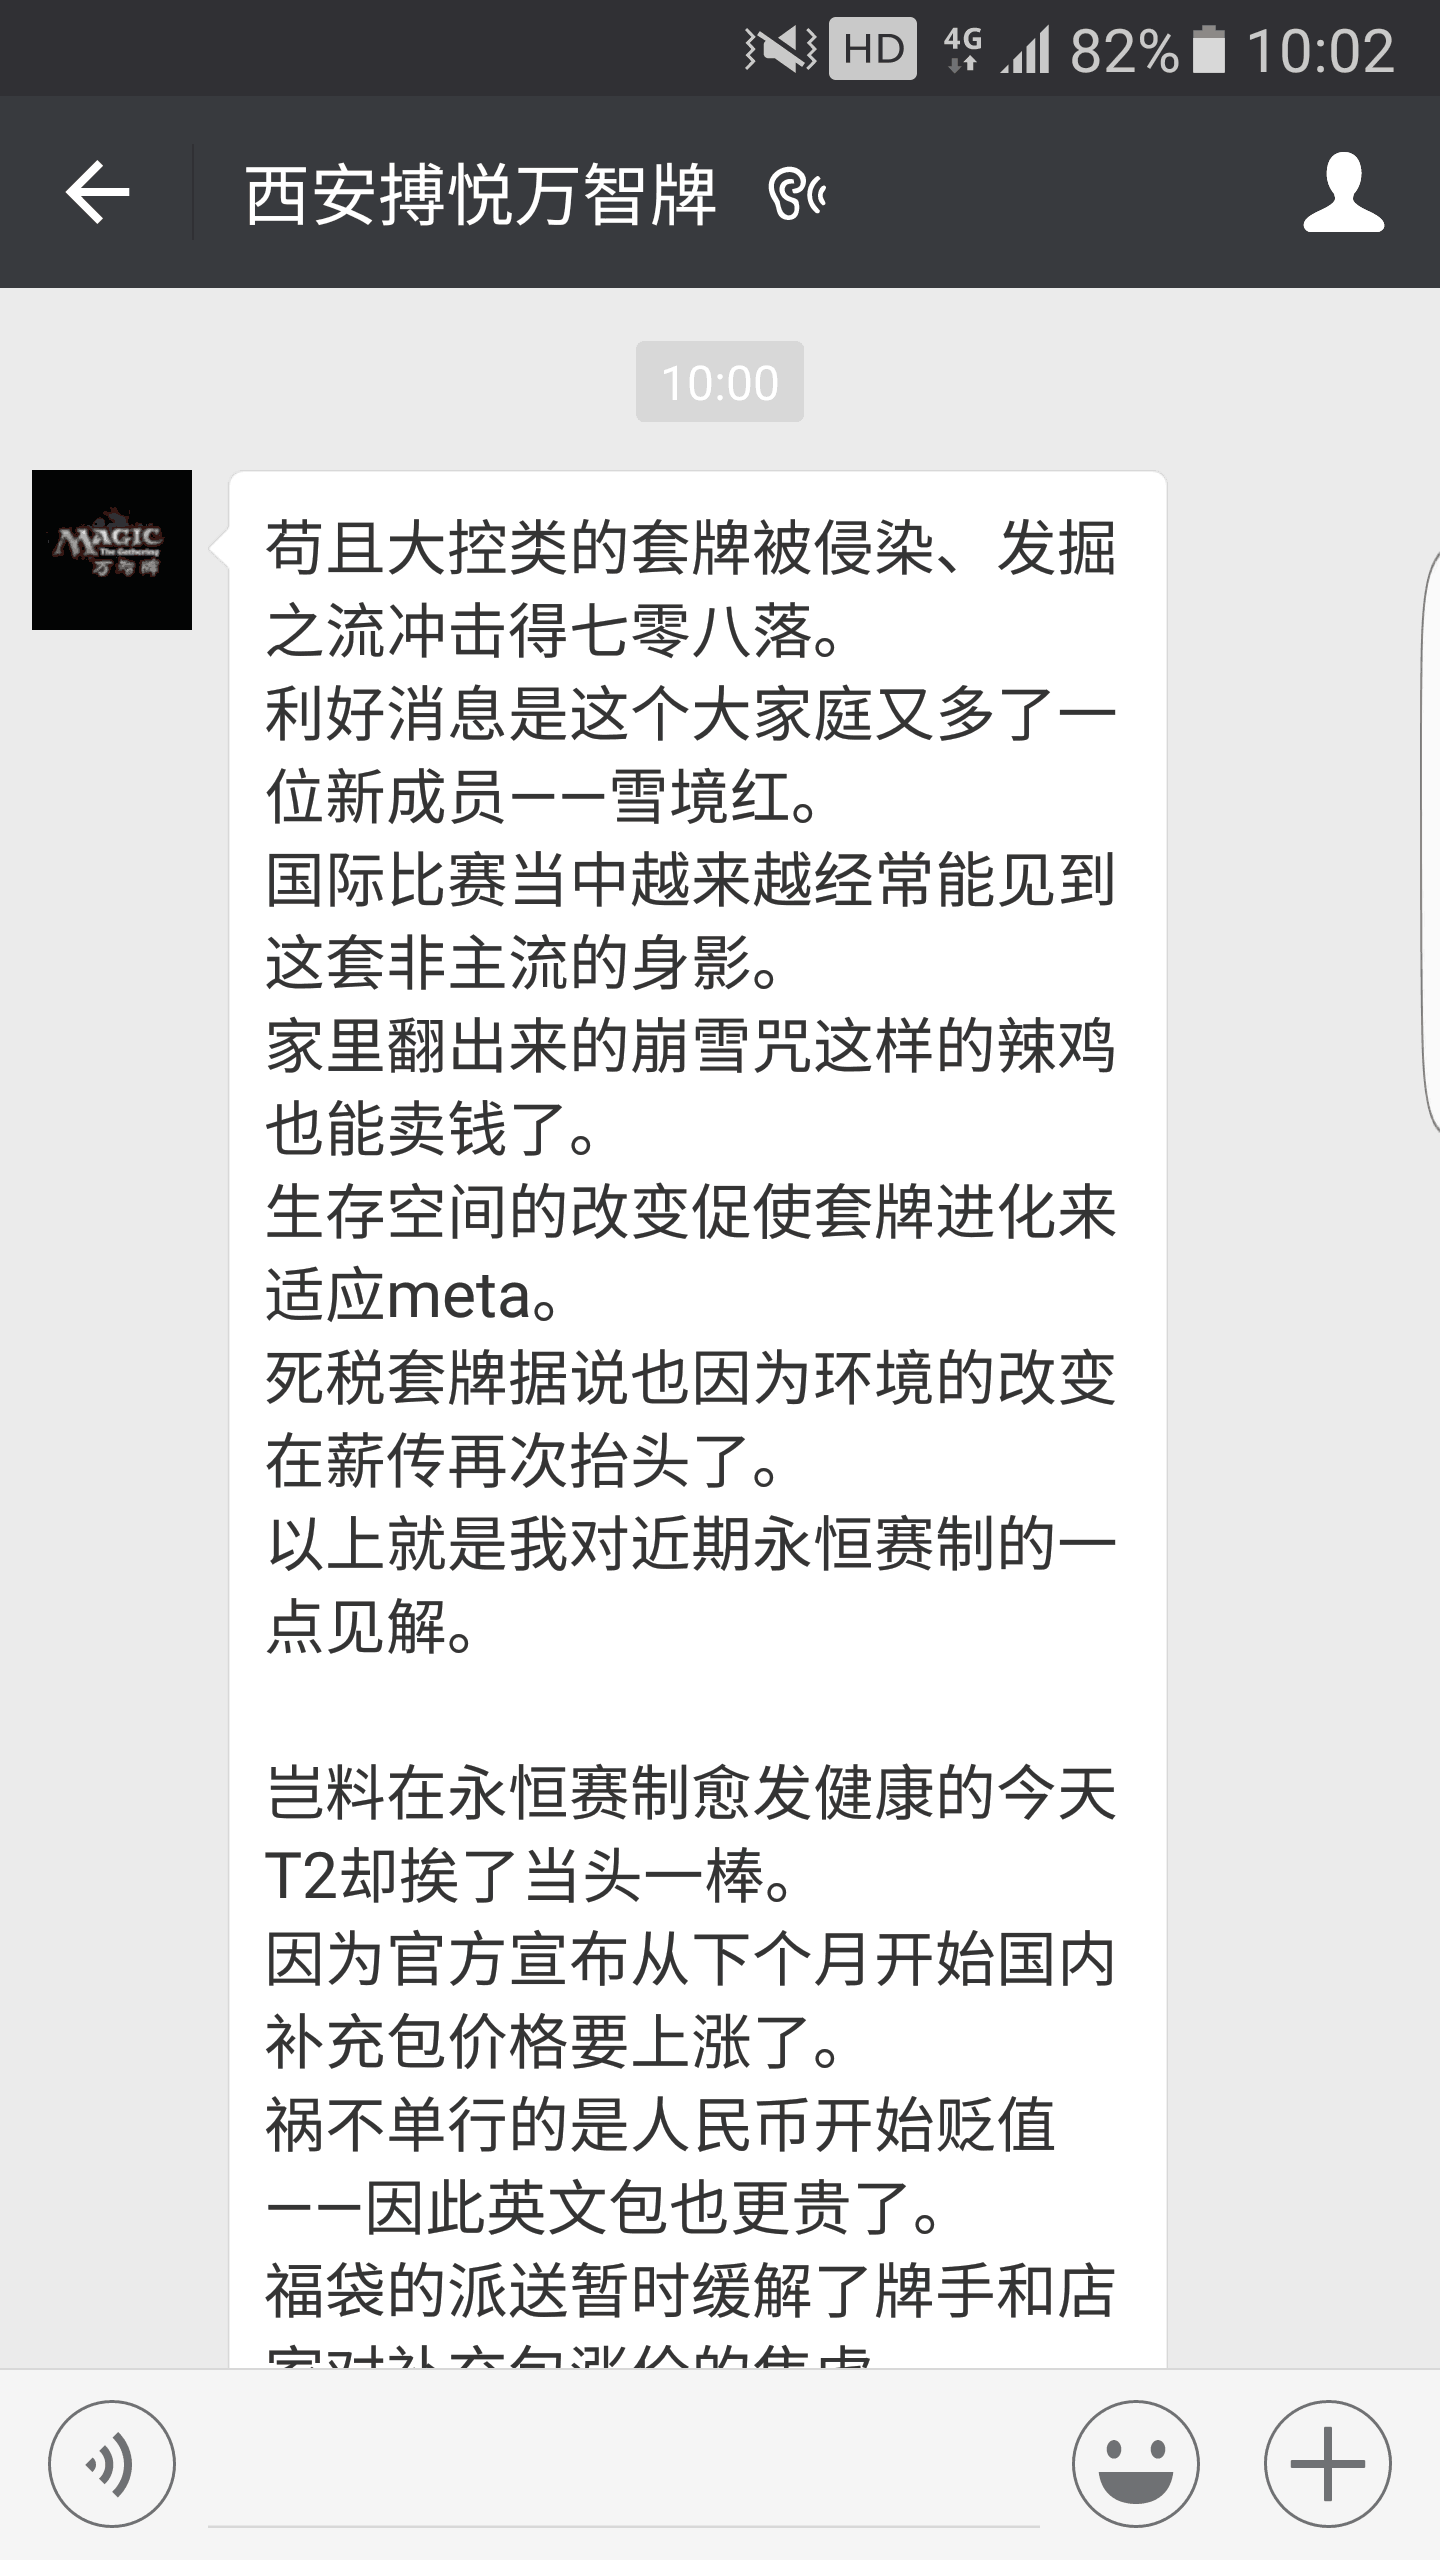 HD 4G 82% 10:02
西安搏悦万智牌
10:00
MAGIC
The Gathering
万智牌
苟且大控类的套牌被侵染、发掘
之流冲击得七零八落。
利好消息是这个大家庭又多了一
位新成员——雪境红。
国际比赛当中越来越经常能见到
这套非主流的身影。
家里翻出来的崩雪咒这样的辣鸡
也能卖钱了。
生存空间的改变促使套牌进化来
适应meta。
死税套牌据说也因为环境的改变
在薪传再次抬头了。
以上就是我对近期永恒赛制的一
点见解。
岂料在永恒赛制愈发健康的今天
T2却挨了当头一棒。
因为官方宣布从下个月开始国内
补充包价格要上涨了。
祸不单行的是人民币开始贬值
——因此英文包也更贵了。
福袋的派送暂时缓解了牌手和店
家对补充包涨价的焦虑